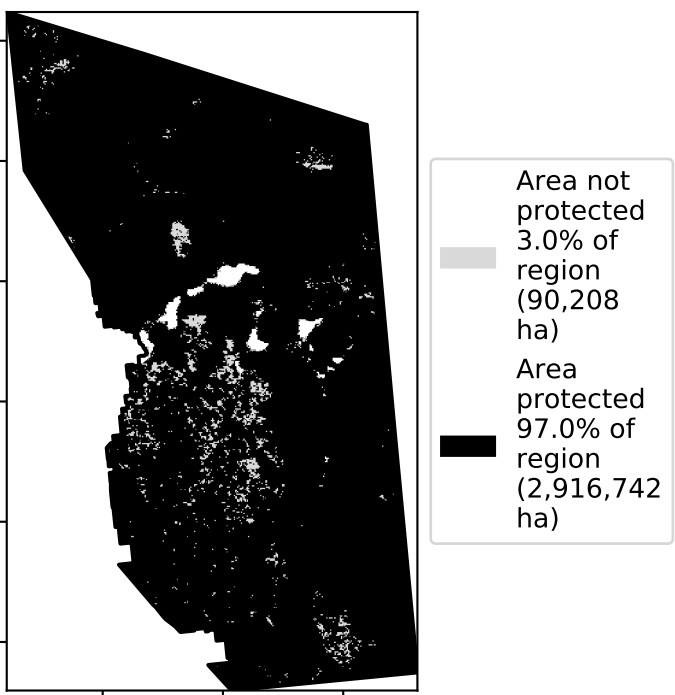 Area not
protected
3.0% of
region
(90,208
ha)
Area
protected
97.0% of
region
(2,916,742
ha)